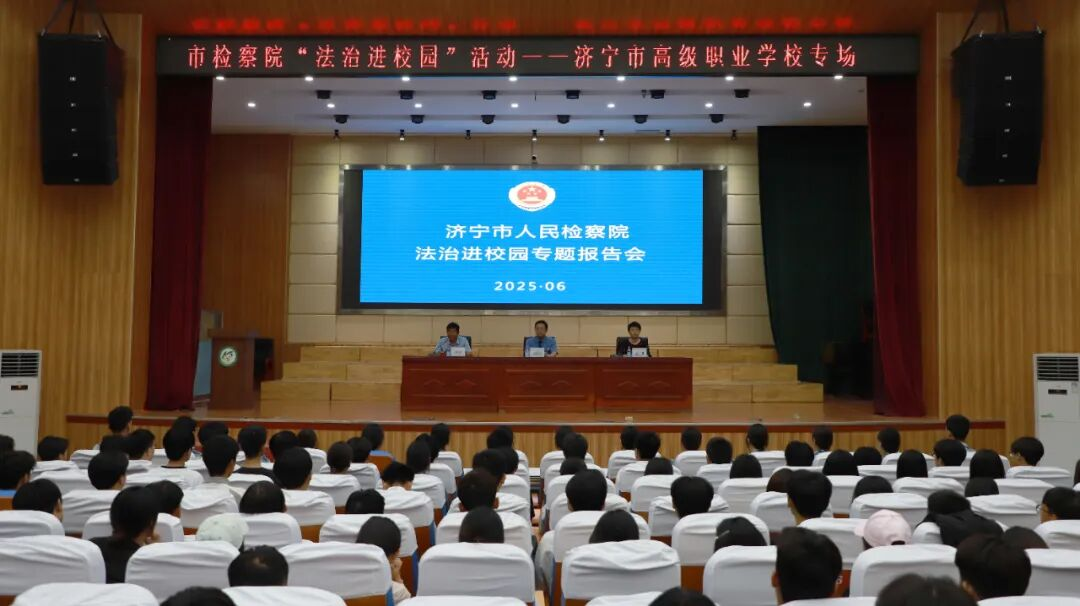 市检察院“法治进校园”活动——济宁市高级职业学校专场
济宁市人民检察院
法治进校园专题报告会
2025·06